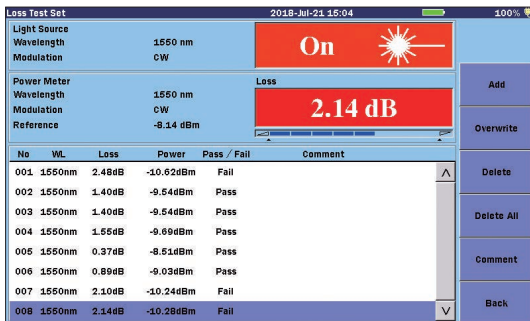 Loss Test Set 2018-Jul-21 15:04 100%
Light Source
Wavelength 1550 nm
Modulation CW
On
Power Meter
Wavelength 1550 nm
Modulation CW
Reference -8.14 dBm
Loss
2.14 dB
No WL Loss Power Pass / Fail Comment
001 1550nm 2.48dB -10.62dBm Fail
002 1550nm 1.40dB -9.54dBm Pass
003 1550nm 1.40dB -9.54dBm Pass
004 1550nm 1.55dB -9.69dBm Pass
005 1550nm 0.37dB -8.51dBm Pass
006 1550nm 0.89dB -9.03dBm Pass
007 1550nm 2.10dB -10.24dBm Fail
008 1550nm 2.14dB -10.28dBm Fail
Add
Overwrite
Delete
Delete All
Comment
Back